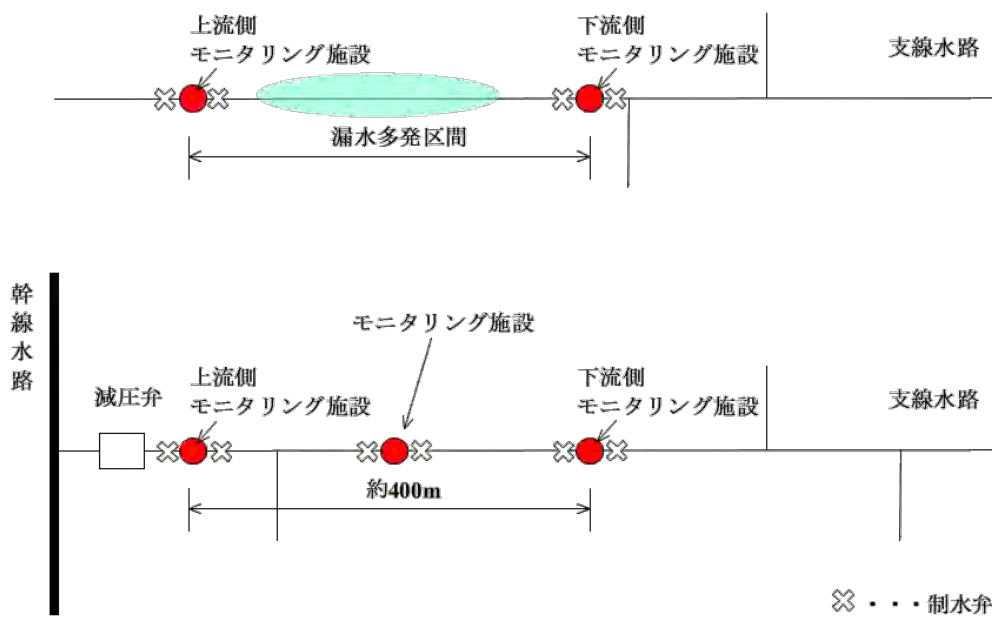 上流側
モニタリング施設
下流側
モニタリング施設
支線水路
漏水多発区間
幹線水路
モニタリング施設
減圧弁
上流側
モニタリング施設
下流側
モニタリング施設
支線水路
約400m
・・・制水弁